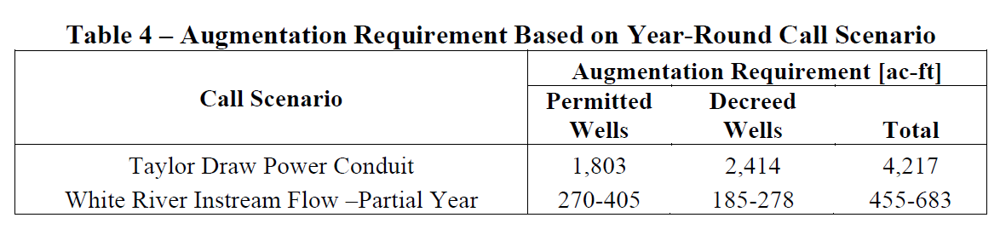 Table 4 – Augmentation Requirement Based on Year-Round Call Scenario
Call Scenario
Augmentation Requirement [ac-ft]
Permitted Wells
Decreed Wells
Total
Taylor Draw Power Conduit 1,803 2,414 4,217
White River Instream Flow –Partial Year 270-405 185-278 455-683